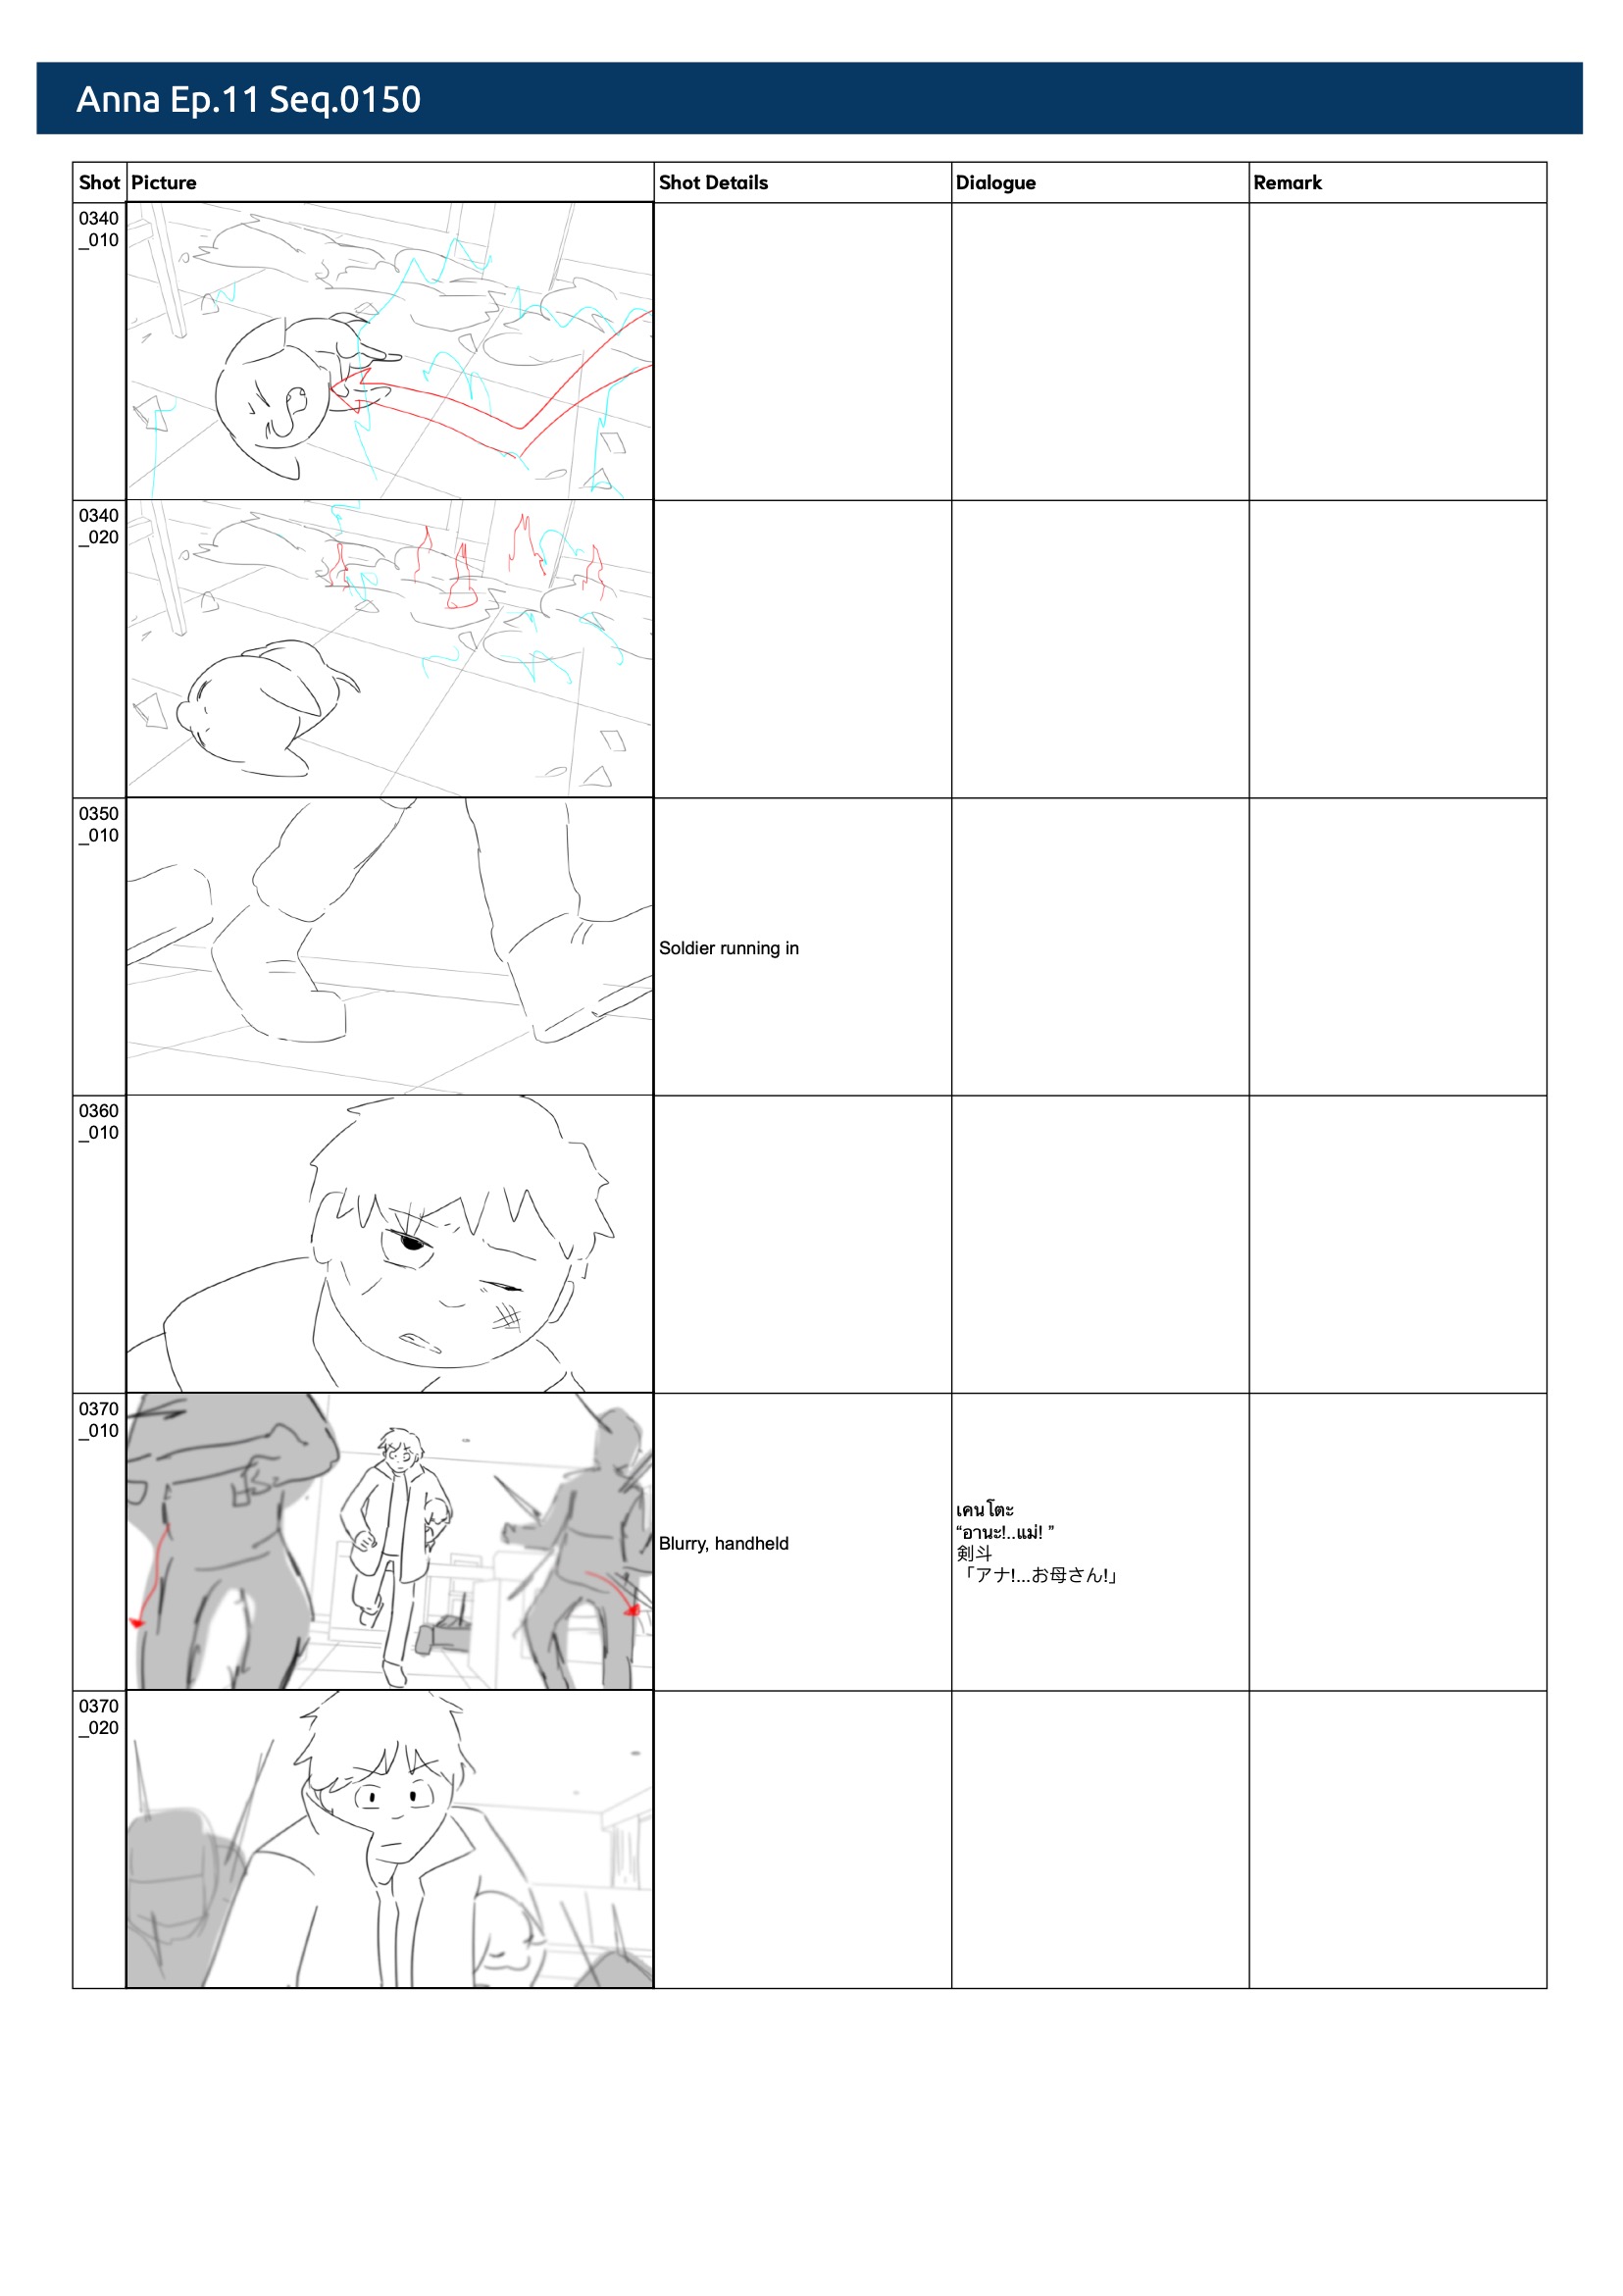 Anna Ep.11 Seq.0150
Shot Picture Shot Details Dialogue Remark
0340
_010
0340
_020
0350
_010
Soldier running in
0360
_010
0370
_010
Blurry, handheld
เคนโตะ
“อานะ!..แม่! ”
剣斗
「アナ!...お母さん!」
0370
_020